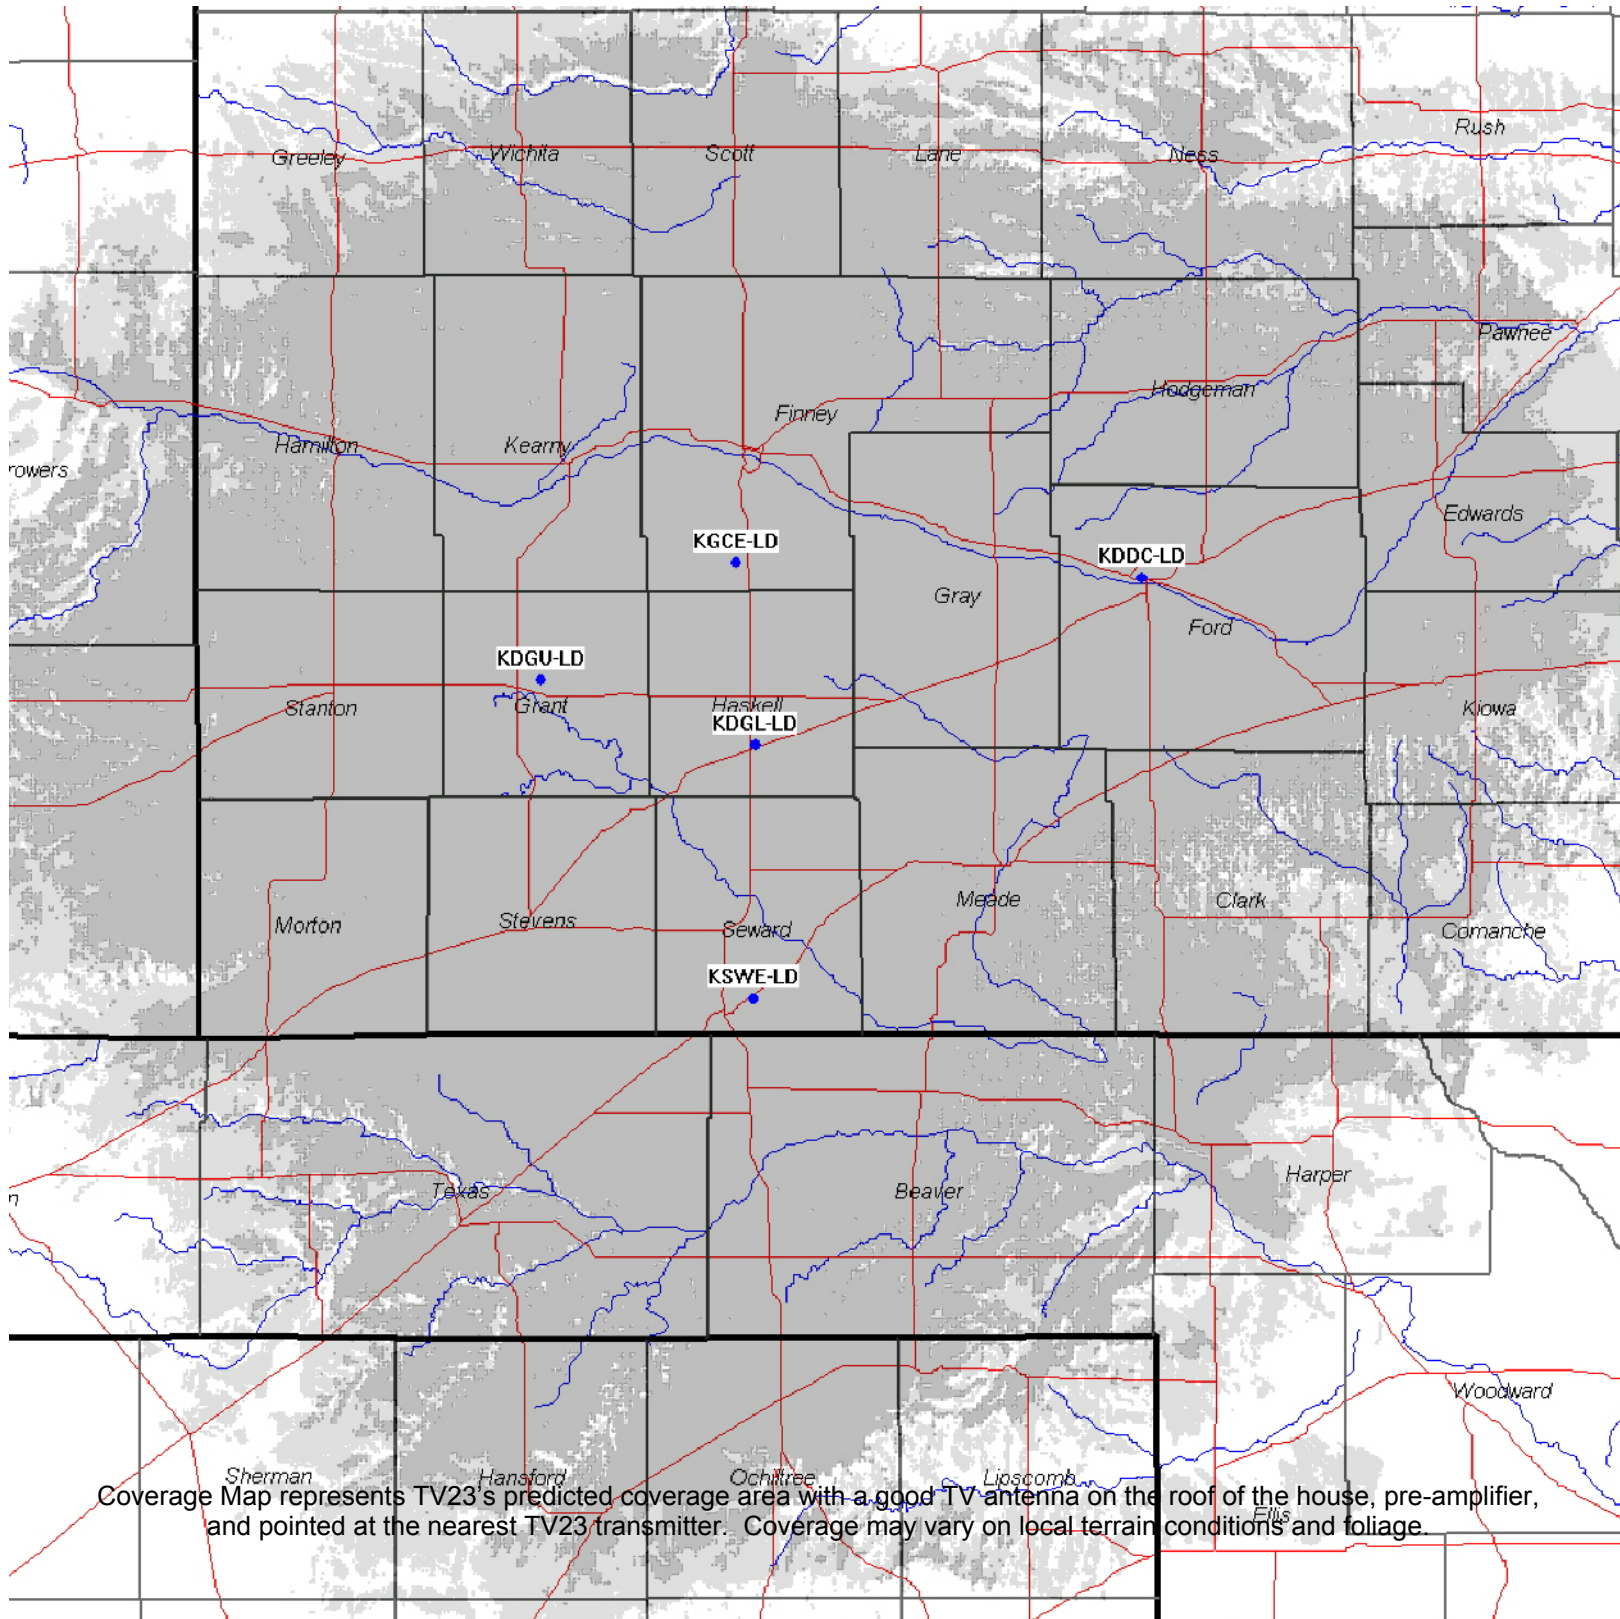 Rush
Greeley
Wichita
Scott
Lane
Ness
Pawnee
Hodgeman
Finney
Hamilton
Kearny
rowers
Edwards
KGCE-LD
KDDC-LD
Gray
Ford
KDGU-LD
Stanton
Grant
Haskell
Kiowa
KDGL-LD
Meade
Clark
Morton
Stevens
Seward
Comanche
KSWE-LD
Harper
n
Texas
Beaver
Woodward
Sherman
Hansford
Ochiltree
Lipscomb
Coverage Map represents TV23's predicted coverage area with a good TV antenna on the roof of the house, pre-amplifier,
Ellis
and pointed at the nearest TV23 transmitter. Coverage may vary on local terrain conditions and foliage.